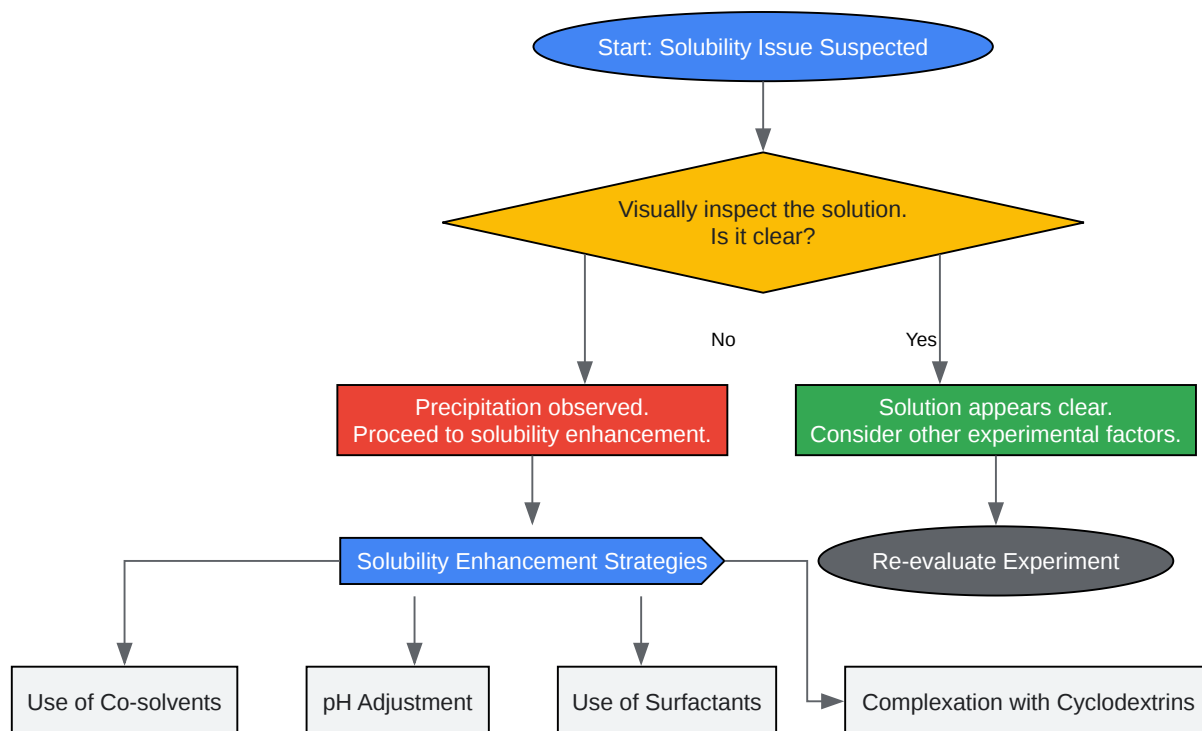 Start: Solubility Issue Suspected
Visually inspect the solution.
Is it clear?
No
Yes
Precipitation observed.
Proceed to solubility enhancement.
Solution appears clear.
Consider other experimental factors.
Solubility Enhancement Strategies
Re-evaluate Experiment
Use of Co-solvents
pH Adjustment
Use of Surfactants
Complexation with Cyclodextrins